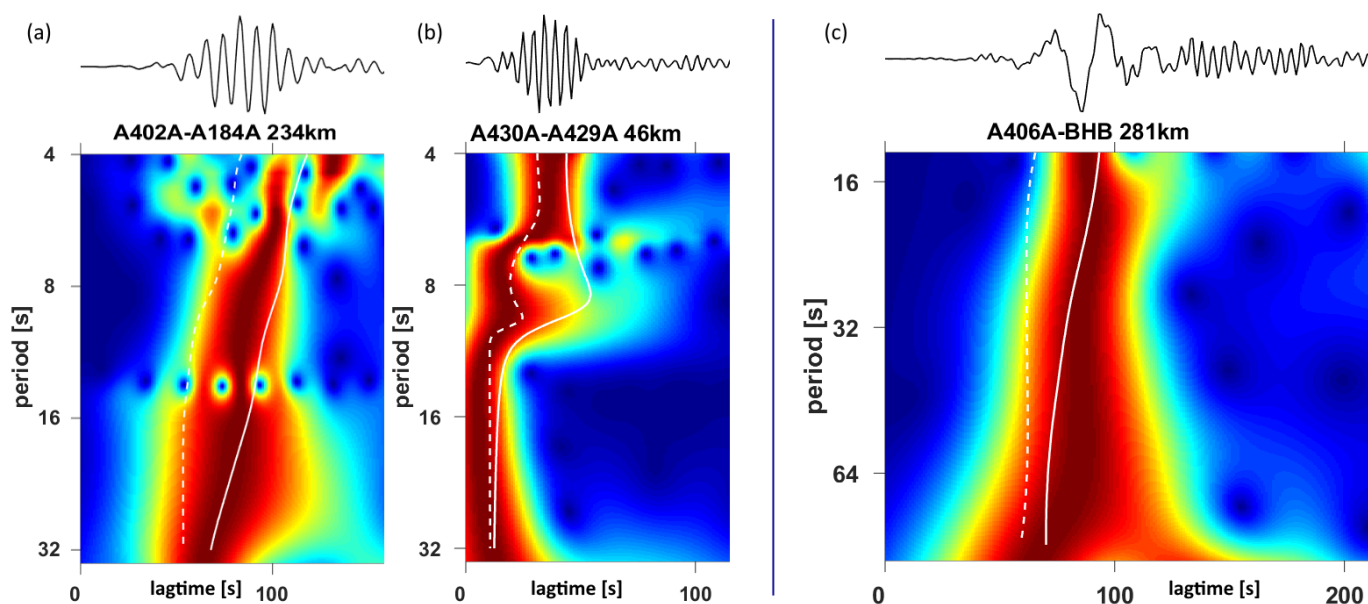 (a)
A402A-A184A 234km
4
8
16
32
period [s]
0
lagtime [s]
100
(b)
A430A-A429A 46km
4
8
16
32
period [s]
0
lagtime [s]
100
(c)
A406A-BHB 281km
16
32
64
period [s]
0
100
lagtime [s]
200